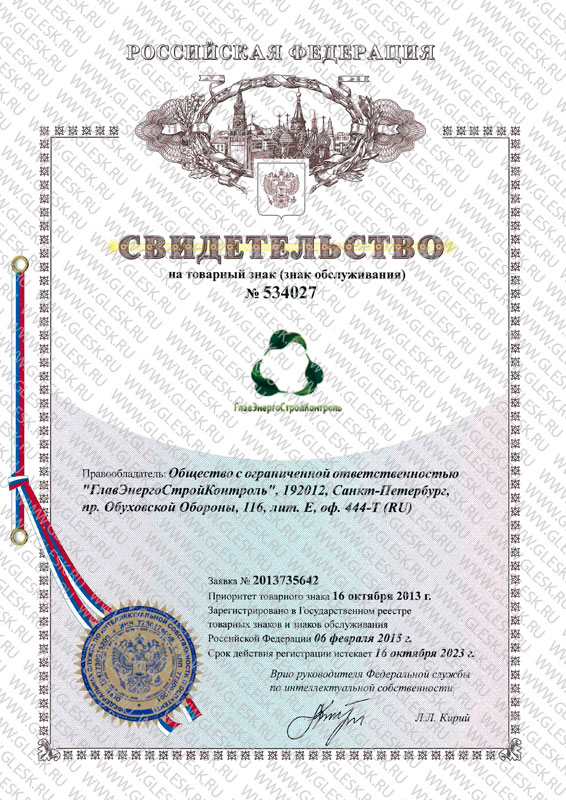 РОССИЙСКАЯ ФЕДЕРАЦИЯ
СВИДЕТЕЛЬСТВО
на товарный знак (знак обслуживания)
№ 534027
ГлавЭнергоСтройКонтроль
Правообладатель: Общество с ограниченной ответственностью
"ГлавЭнергоСтройКонтроль", 192012, Санкт-Петербург,
пр. Обуховской Обороны, 116, лит. Е, оф. 444-Т (RU)
Заявка № 2013735642
Приоритет товарного знака 16 октября 2013 г.
Зарегистрировано в Государственном реестре
товарных знаков и знаков обслуживания
Российской Федерации 06 февраля 2015 г.
Срок действия регистрации истекает 16 октября 2023 г.
Врио руководителя Федеральной службы
по интеллектуальной собственности
Л.Л. Кирий
WWW.GLESK.RU